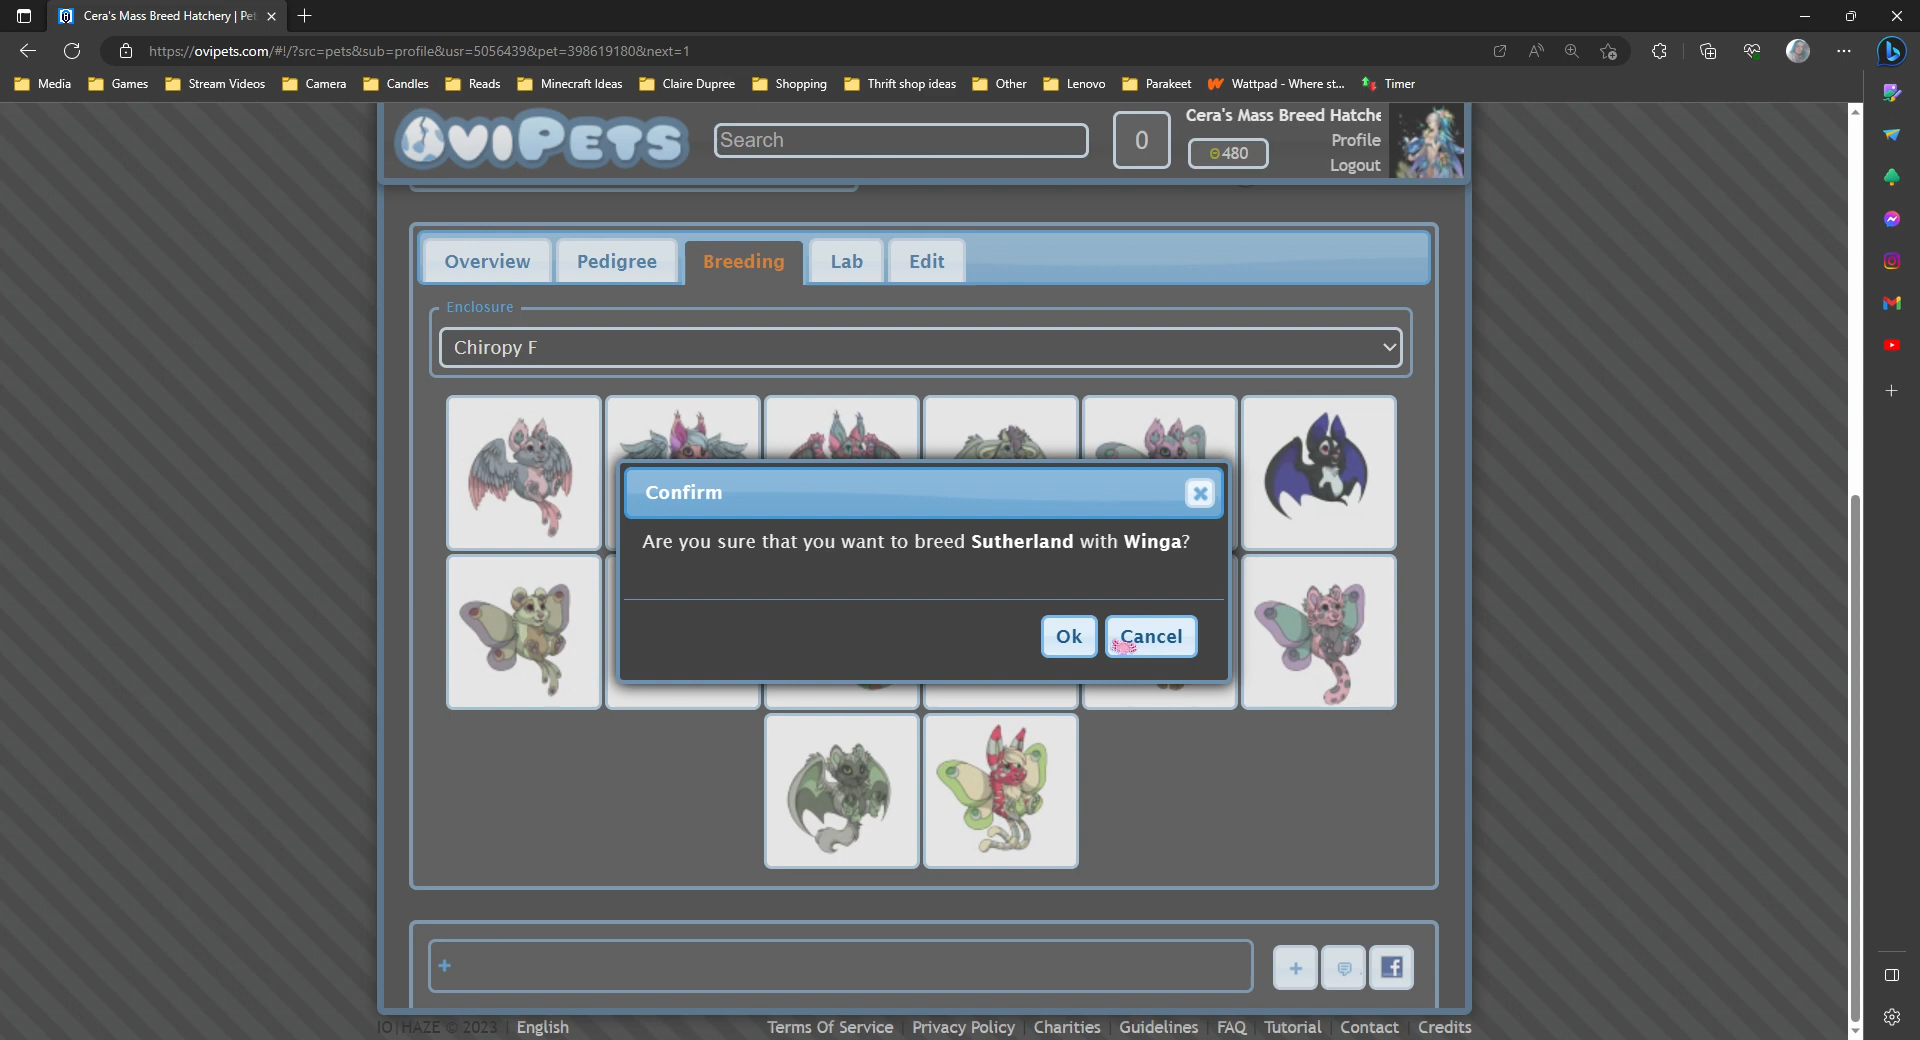 Cera's Mass Breed Hatchery | Pet
https://ovipets.com/#!/?src=pets&sub=profile&usr=5056439&pet=398619180&next=1
Media Games Stream Videos Camera Candles Reads Minecraft Ideas Claire Dupree Shopping Thrift shop ideas Other Lenovo Parakeet Wattpad - Where st... Timer
OviPets
Search
0
Cera's Mass Breed Hatche
480
Profile
Logout
Overview Pedigree Breeding Lab Edit
Enclosure
Chiropy F
Confirm
Are you sure that you want to breed Sutherland with Winga?
Ok Cancel
IO | HAZE © 2023 English Terms Of Service Privacy Policy Charities Guidelines FAQ Tutorial Contact Credits